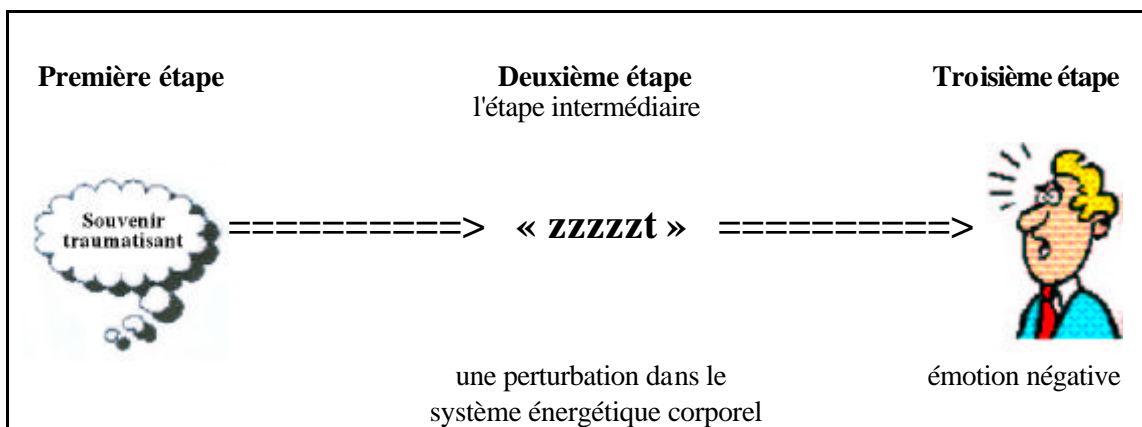 Première étape
Deuxième étape
l'étape intermédiaire
Troisième étape
Souvenir
traumatisant
==========> « zzzzzt » ==========>
une perturbation dans le
système énergétique corporel
émotion négative